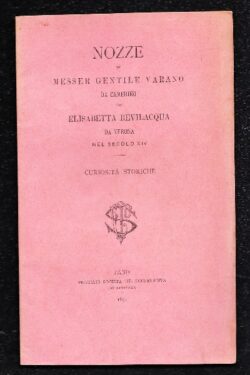 NOZZE
DI
MESSER GENTILE VARANO
DA CAMERINO
CON
ELISABETTA BEVILACQUA
DA VERONA
NEL SECOLO XIV
CURIOSITÀ STORICHE